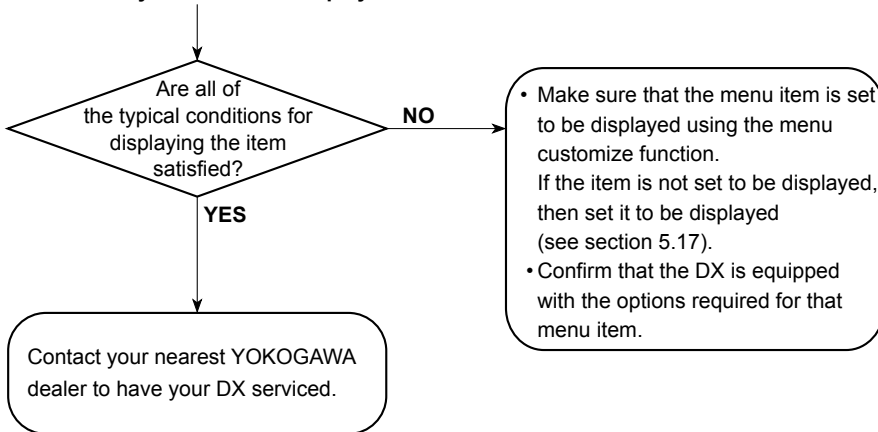 Are all of
the typical conditions for
displaying the item
satisfied?
NO
YES
• Make sure that the menu item is set
to be displayed using the menu
customize function.
If the item is not set to be displayed,
then set it to be displayed
(see section 5.17).
• Confirm that the DX is equipped
with the options required for that
menu item.
Contact your nearest YOKOGAWA
dealer to have your DX serviced.